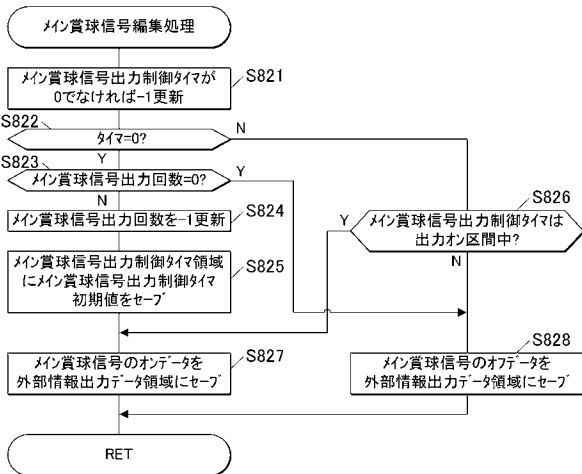 メイン賞球信号編集処理
メイン賞球信号出力制御タイマが
0でなければ-1更新
S821
S822
タイマ=0?
N
Y
S823
メイン賞球信号出力回数=0?
Y
N
メイン賞球信号出力回数を-1更新
S824
メイン賞球信号出力制御タイマ領域
にメイン賞球信号出力制御タイマ
初期値をセーブ
S825
S826
Y
メイン賞球信号出力制御タイマは
出力オン区間中?
N
メイン賞球信号のオンデータを
外部情報出力データ領域にセーブ
S827
S828
メイン賞球信号のオフデータを
外部情報出力データ領域にセーブ
RET